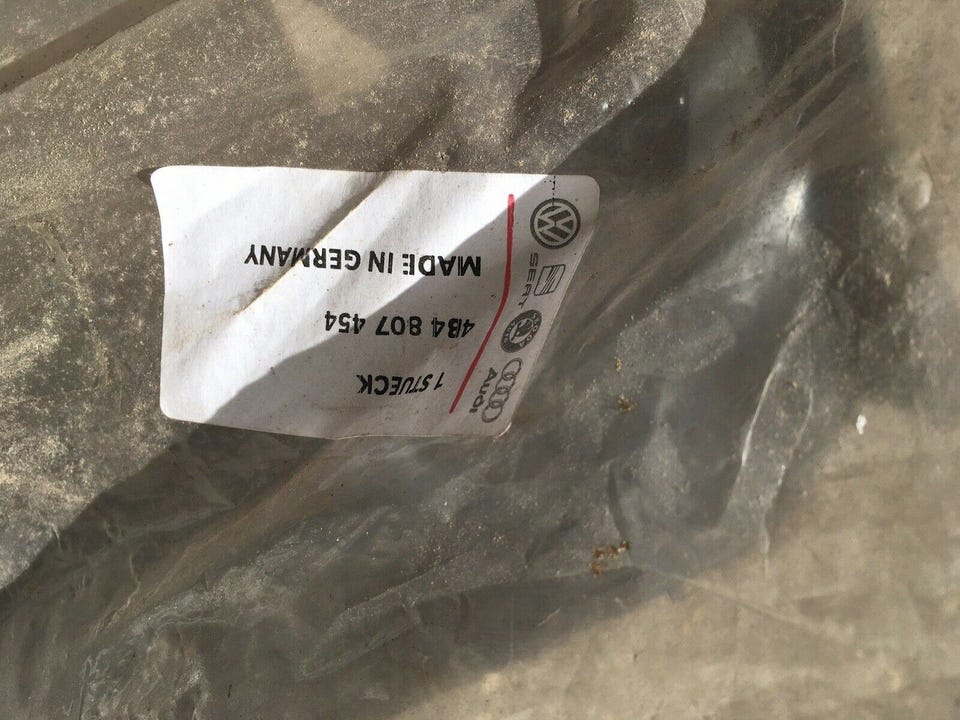 1 STUECK
4B4 807 454
MADE IN GERMANY
Audi
SEAT